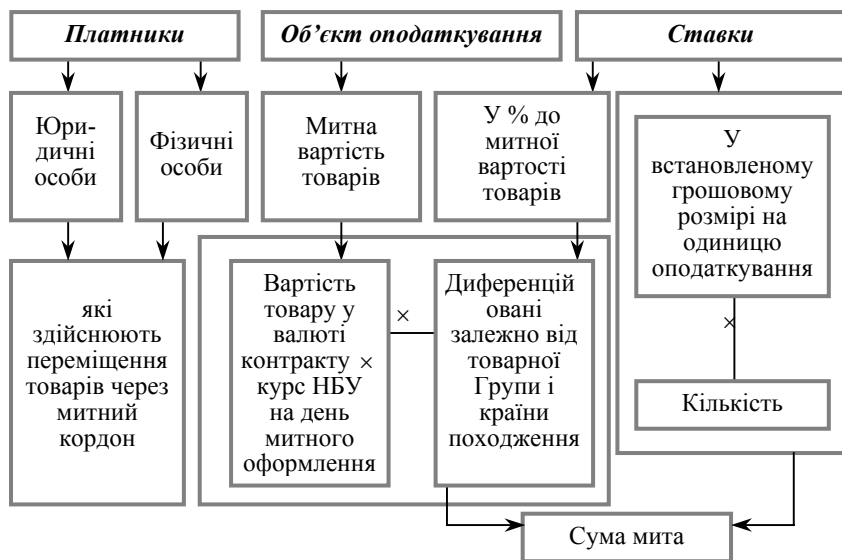 Платники
Об’єкт оподаткування
Ставки
Юри-
дичні
особи
Фізичні
особи
Митна
вартість
товарів
У % до
митної
вартості
товарів
У
встановленому
грошовому
розмірі на
одиницю
оподаткування
які
здійснюють
переміщення
товарів через
митний
кордон
Вартість
товару у
валюті
контракту ×
курс НБУ
на день
митного
оформлення
×
Диференцій
овані
залежно від
товарної
Групи і
країни
походження
×
Кількість
Сума мита